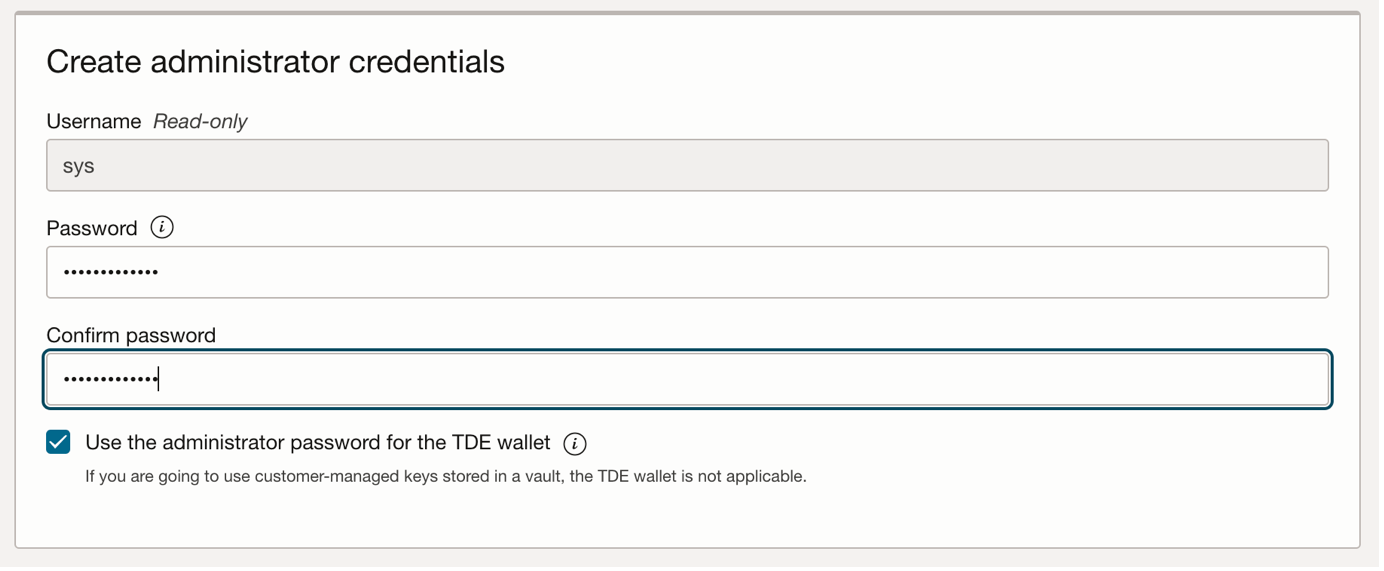 Create administrator credentials
Username Read-only
sys
Password i
•••••••••••••
Confirm password
•••••••••••••
Use the administrator password for the TDE wallet i
If you are going to use customer-managed keys stored in a vault, the TDE wallet is not applicable.